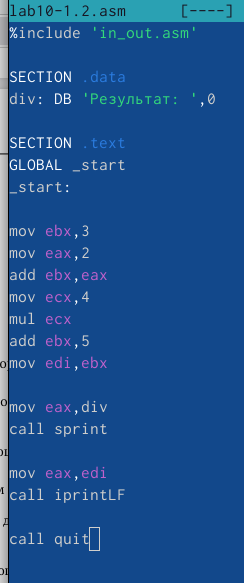 lab10-1.2.asm [----]
%include 'in_out.asm'
SECTION .data
div: DB 'Результат: ',0
SECTION .text
GLOBAL _start
_start:
mov ebx,3
mov eax,2
add ebx,eax
mov ecx,4
mul ecx
add ebx,5
mov edi,ebx
mov eax,div
call sprint
mov eax,edi
call iprintLF
call quit